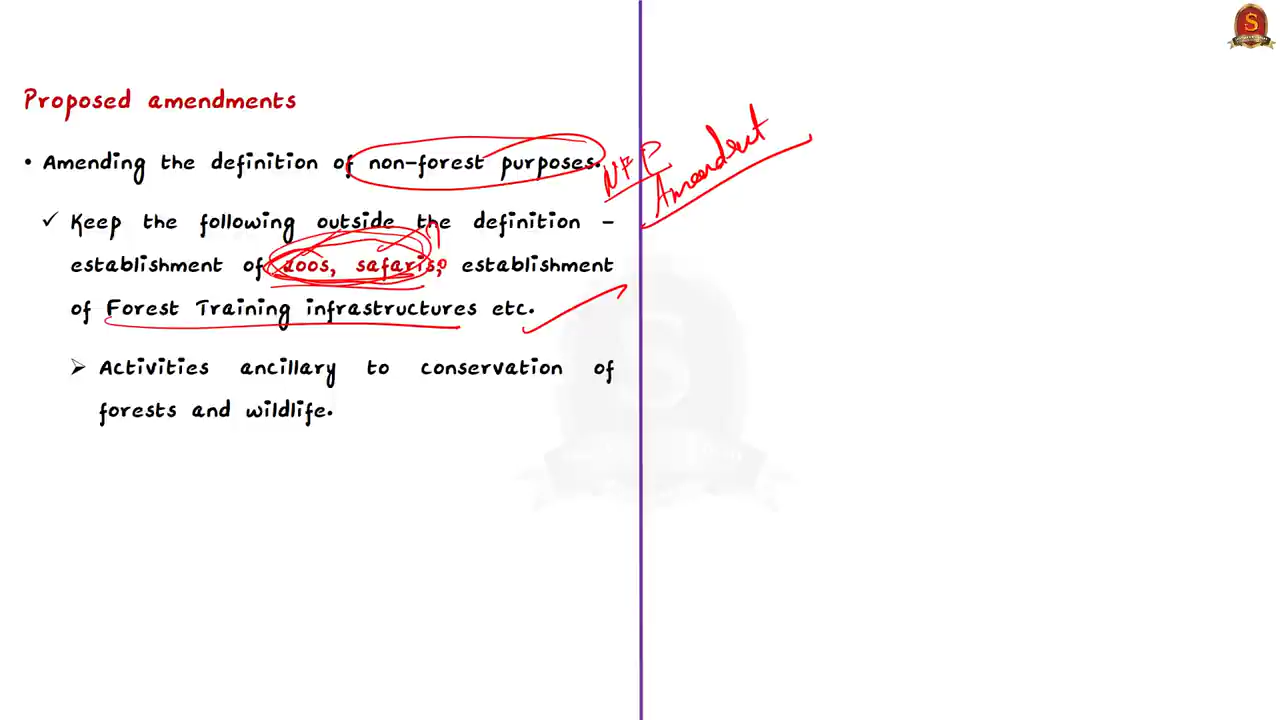 Proposed amendments
• Amending the definition of non-forest purposes.
NFP
Amendent
✓ Keep the following outside the definition –
establishment of zoos, safaris, establishment
of Forest Training infrastructures etc.
➢ Activities ancillary to conservation of
forests and wildlife.